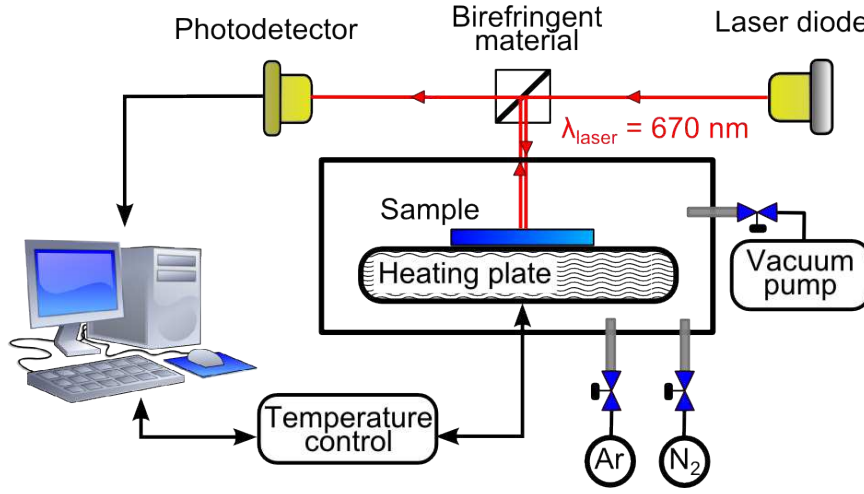 Photodetector
Birefringent
material
Laser diode
λlaser = 670 nm
Sample
Heating plate
Vacuum
pump
Temperature
control
Ar
N₂